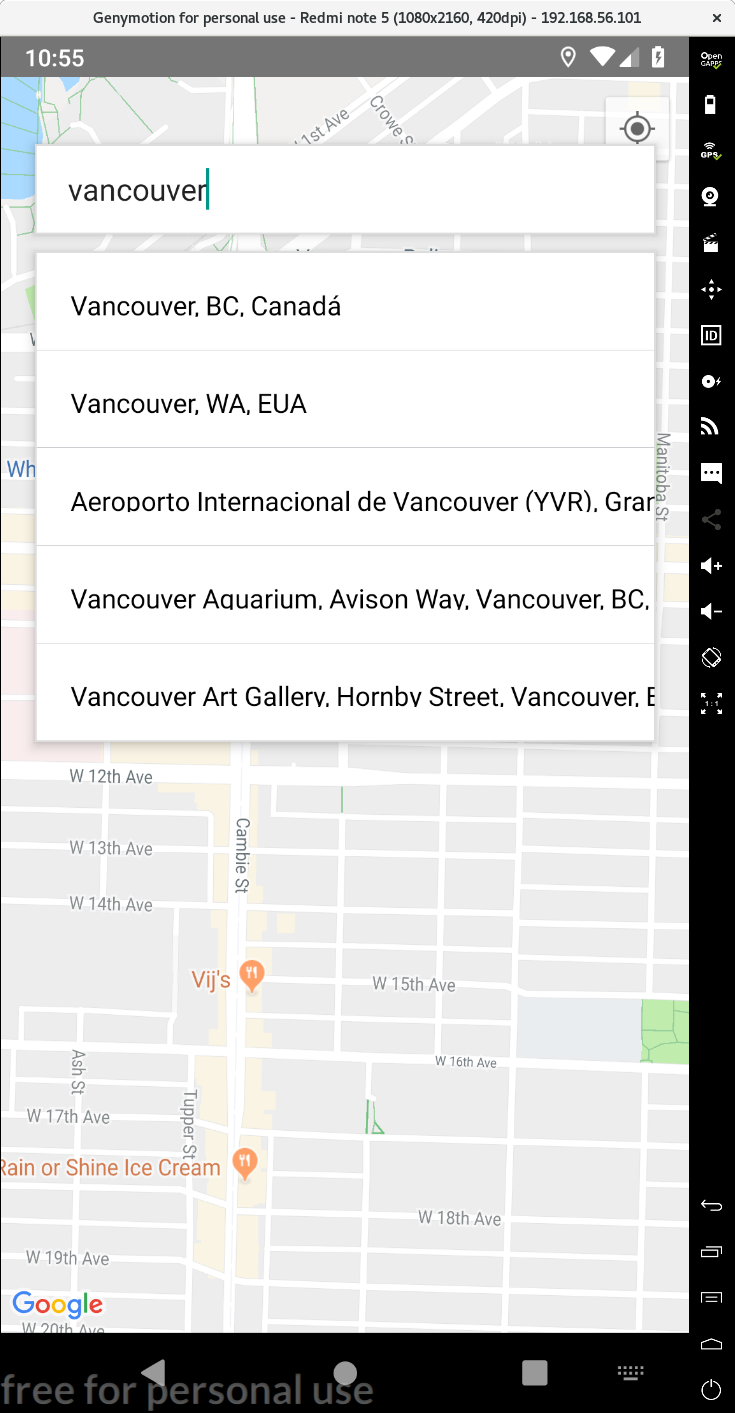 Genymotion for personal use - Redmi note 5 (1080x2160, 420dpi) - 192.168.56.101
10:55
Open
GAPPS
1st Ave
Crowe S
GPS
vancouver
Vancouver, BC, Canadá
ID
Vancouver, WA, EUA
Wh
Manitoba St
Aeroporto Internacional de Vancouver (YVR), Gran
Vancouver Aquarium, Avison Way, Vancouver, BC,
Vancouver Art Gallery, Hornby Street, Vancouver, B
1:1
W 12th Ave
Cambie St
W 13th Ave
W 14th Ave
Vij's
W 15th Ave
W 16th Ave
Ash St
Tupper St
W 17th Ave
Rain or Shine Ice Cream
W 18th Ave
W 19th Ave
Google
W 20th Ave
free for personal use